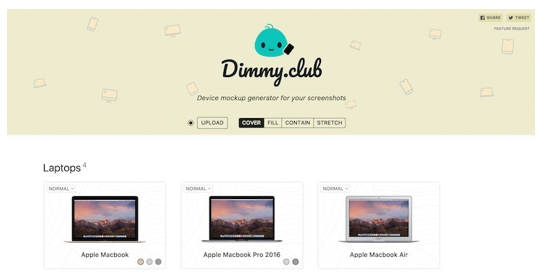 SHARE TWEET
FEATURE REQUEST
Dimmy.club
Device mockup generator for your screenshots
UPLOAD COVER FILL CONTAIN STRETCH
Laptops 4
NORMAL NORMAL NORMAL
Apple Macbook Apple Macbook Pro 2016 Apple Macbook Air